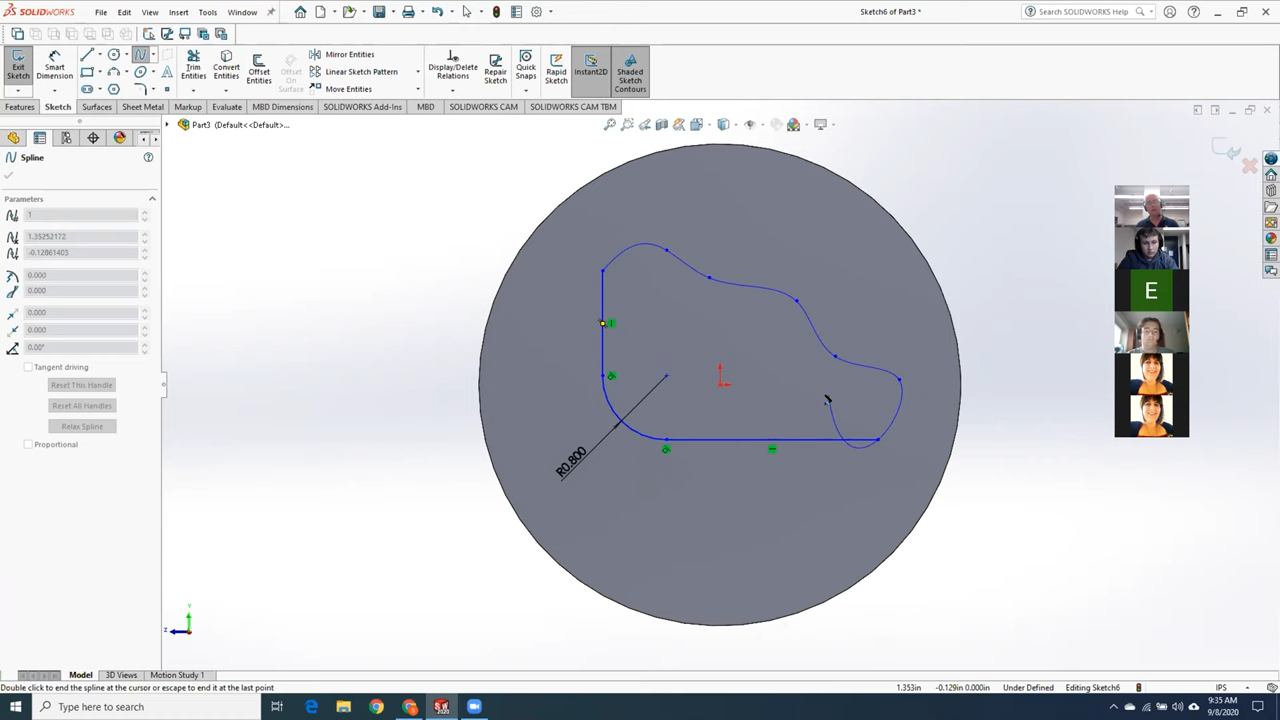 SOLIDWORKS File Edit View Insert Tools Window Sketch6 of Part3 * Search SOLIDWORKS Help
Exit Sketch Smart Dimension Trim Entities Convert Entities Offset Entities Offset On Surface Mirror Entities Linear Sketch Pattern Move Entities Display/Delete Relations Repair Sketch Quick Snaps Rapid Sketch Instant2D Shaded Sketch Contours
Features Sketch Surfaces Sheet Metal Markup Evaluate MBD Dimensions SOLIDWORKS Add-Ins MBD SOLIDWORKS CAM SOLIDWORKS CAM TBM
Part3 (Default<<Default>...
Spline
Parameters
1
1.35252172
-0.12861403
0.000
0.000
0.000
0.000
0.00°
Tangent driving
Reset This Handle
Reset All Handles
Relax Spline
Proportional
R0.800
E
Y
Z
Model 3D Views Motion Study 1
Double click to end the spline at the cursor or escape to end it at the last point 1.353in -0.129in 0.000in Under Defined Editing Sketch6 IPS
Type here to search
9:35 AM
9/8/2020